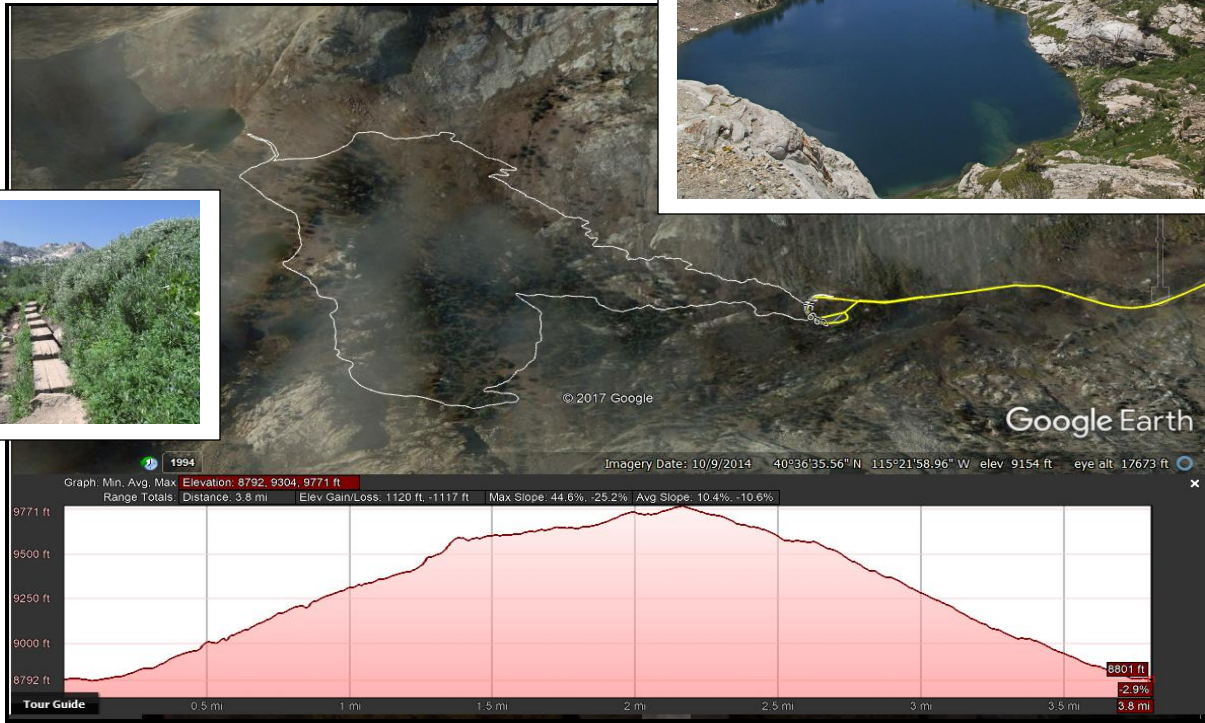 © 2017 Google
Google Earth
1994
Imagery Date: 10/9/2014 40°36'35.56" N 115°21'58.96" W elev 9154 ft eye alt 17673 ft
Graph: Min, Avg, Max Elevation: 8792, 9304, 9771 ft
Range Totals: Distance: 3.8 mi Elev Gain/Loss: 1120 ft, -1117 ft Max Slope: 44.6%, -25.2% Avg Slope: 10.4%, -10.6%
9771 ft
9500 ft
9250 ft
9000 ft
8792 ft
8801 ft
-2.9%
Tour Guide
0.5 mi 1 mi 1.5 mi 2 mi 2.5 mi 3 mi 3.5 mi 3.8 mi